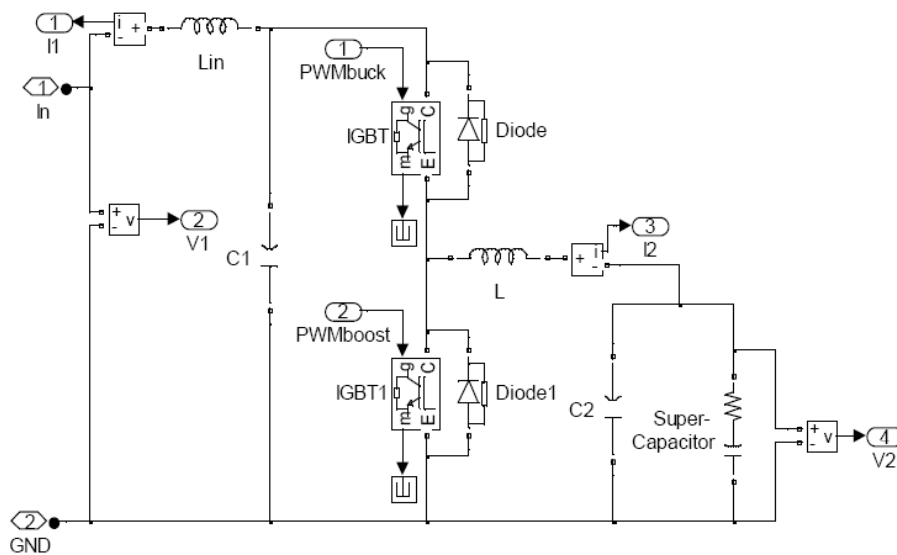 1
I1
i
+
-
Lin
1
In
1
PWMbuck
g
C
IGBT
m
E
Diode
+
-
v
2
V1
C1
+
-
i
3
I2
L
2
PWMboost
g
C
IGBT1
m
E
Diode1
C2
Super-
Capacitor
+
-
v
4
V2
2
GND